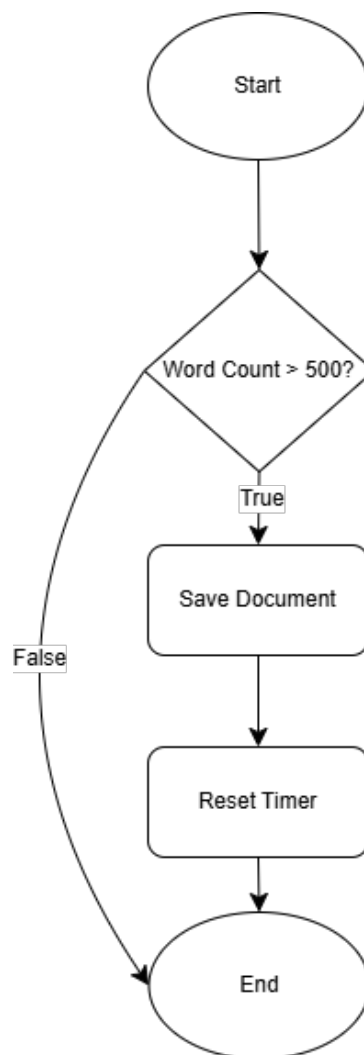 Start
Word Count > 500?
True
Save Document
False
Reset Timer
End